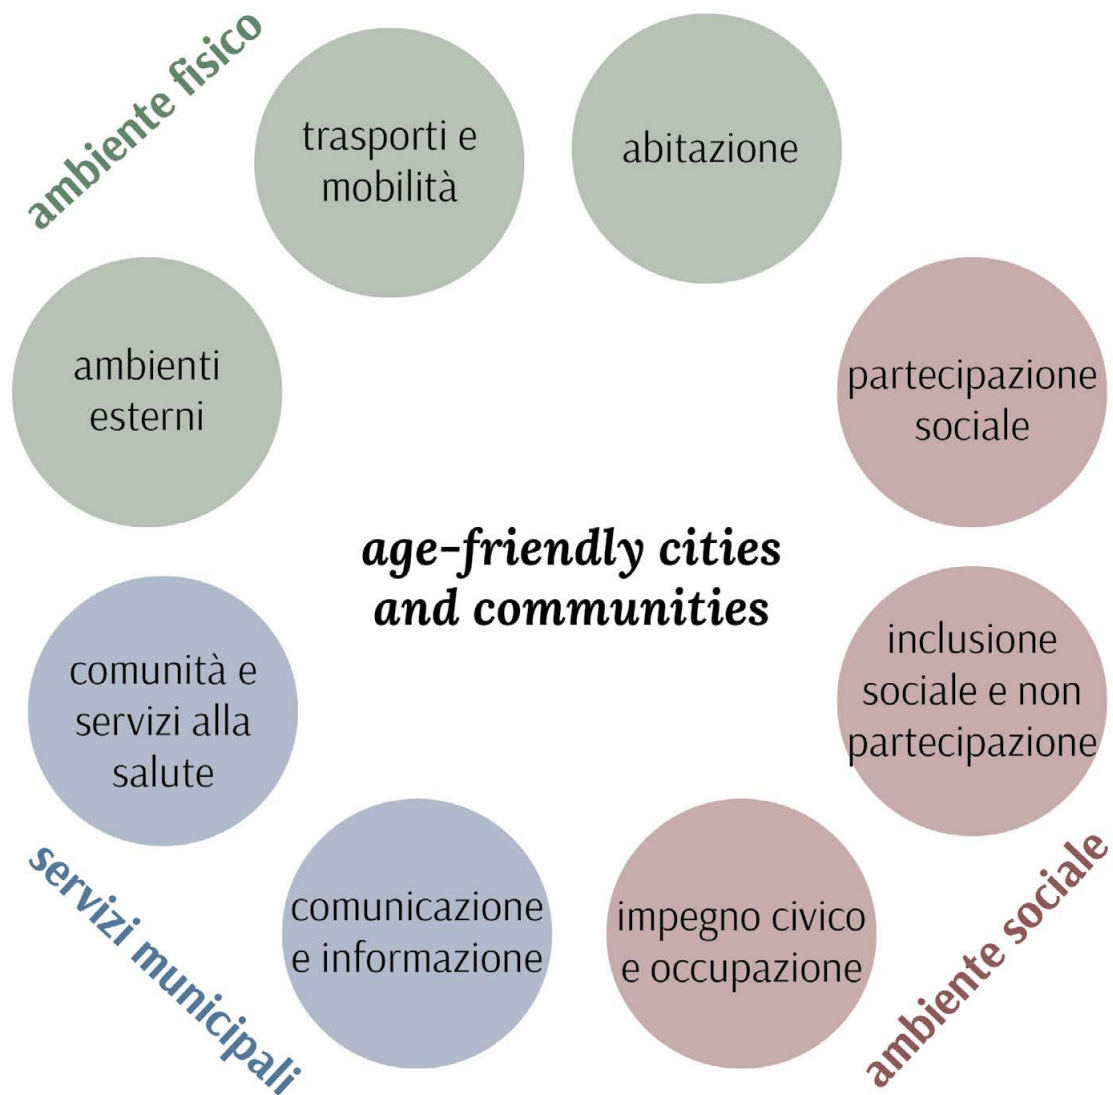 ambiente fisico
trasporti e
mobilità
abitazione
ambienti
esterni
partecipazione
sociale
age-friendly cities
and communities
comunità e
servizi alla
salute
inclusione
sociale e non
partecipazione
servizi municipali
comunicazione
e informazione
impegno civico
e occupazione
ambiente sociale